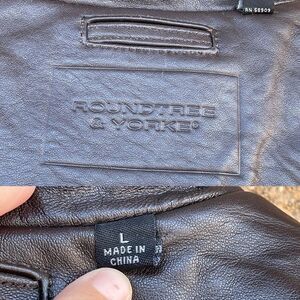 RN 58909
ROUNDTREE
& YORKE®
L
MADE IN
CHINA